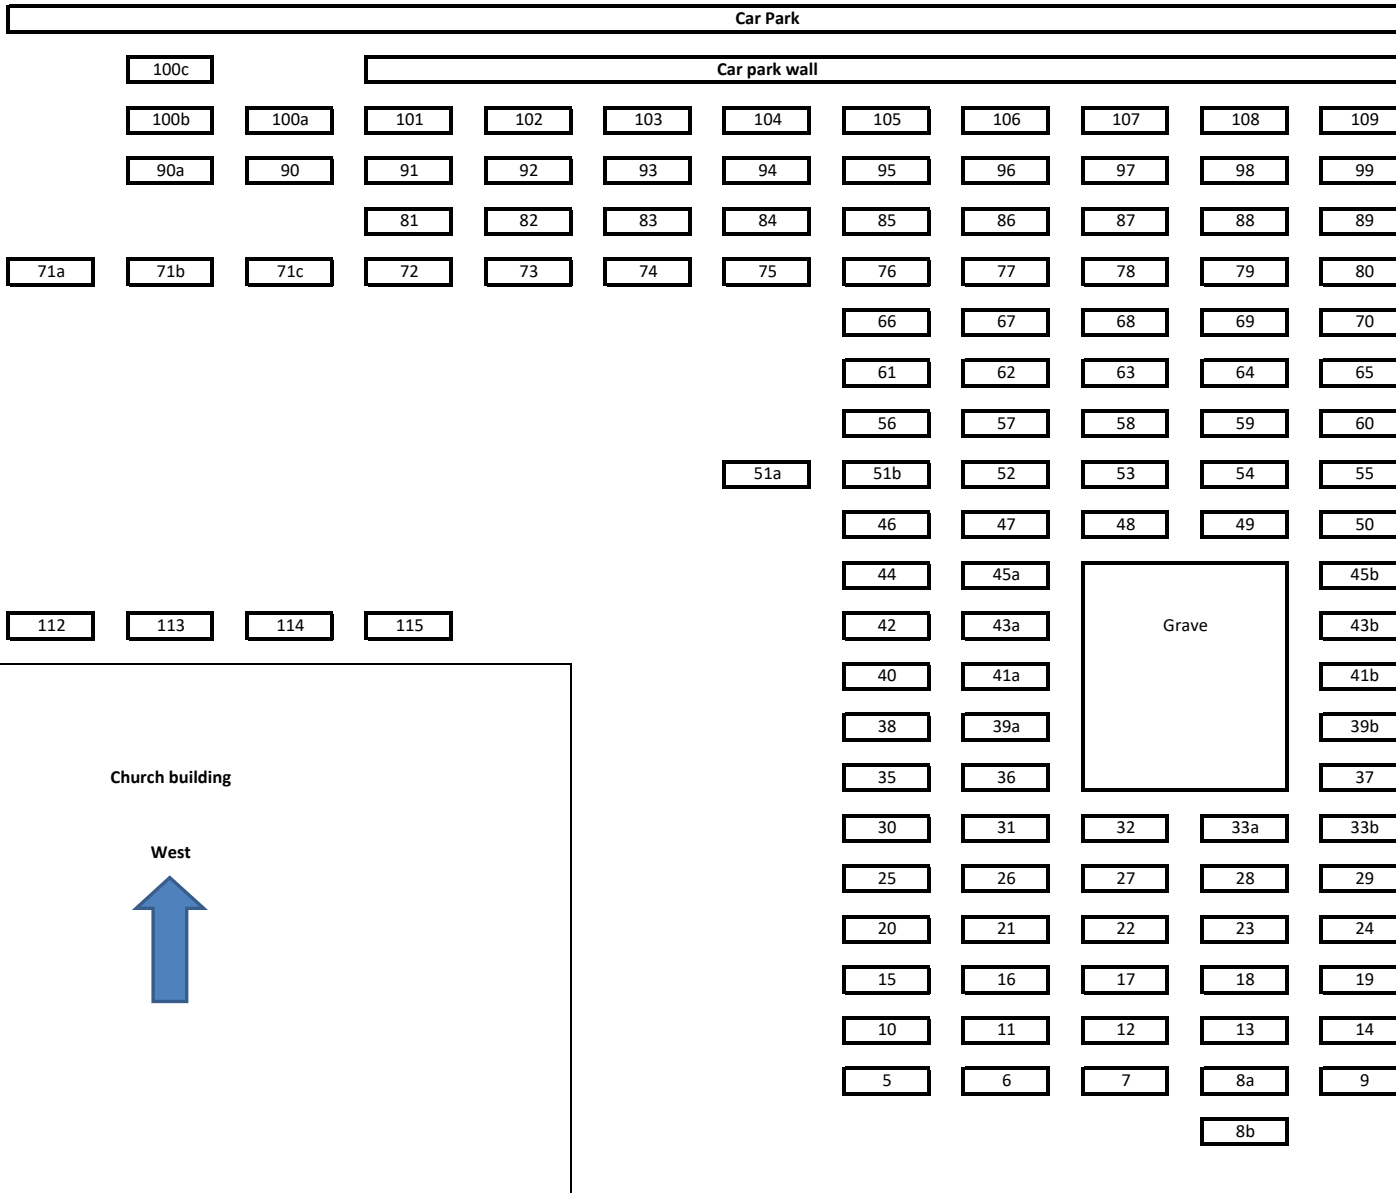 Car Park
100c Car park wall
100b 100a 101 102 103 104 105 106 107 108 109
90a 90 91 92 93 94 95 96 97 98 99
81 82 83 84 85 86 87 88 89
71a 71b 71c 72 73 74 75 76 77 78 79 80
66 67 68 69 70
61 62 63 64 65
56 57 58 59 60
51a 51b 52 53 54 55
46 47 48 49 50
44 45a 45b
112 113 114 115 42 43a Grave 43b
40 41a 41b
38 39a 39b
Church building 35 36 37
30 31 32 33a 33b
West
25 26 27 28 29
20 21 22 23 24
15 16 17 18 19
10 11 12 13 14
5 6 7 8a 9
8b